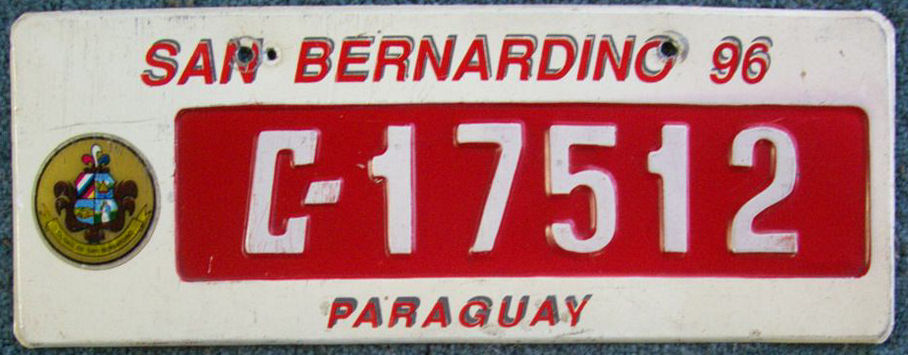 SAN BERNARDINO 96
C-17512
PARAGUAY